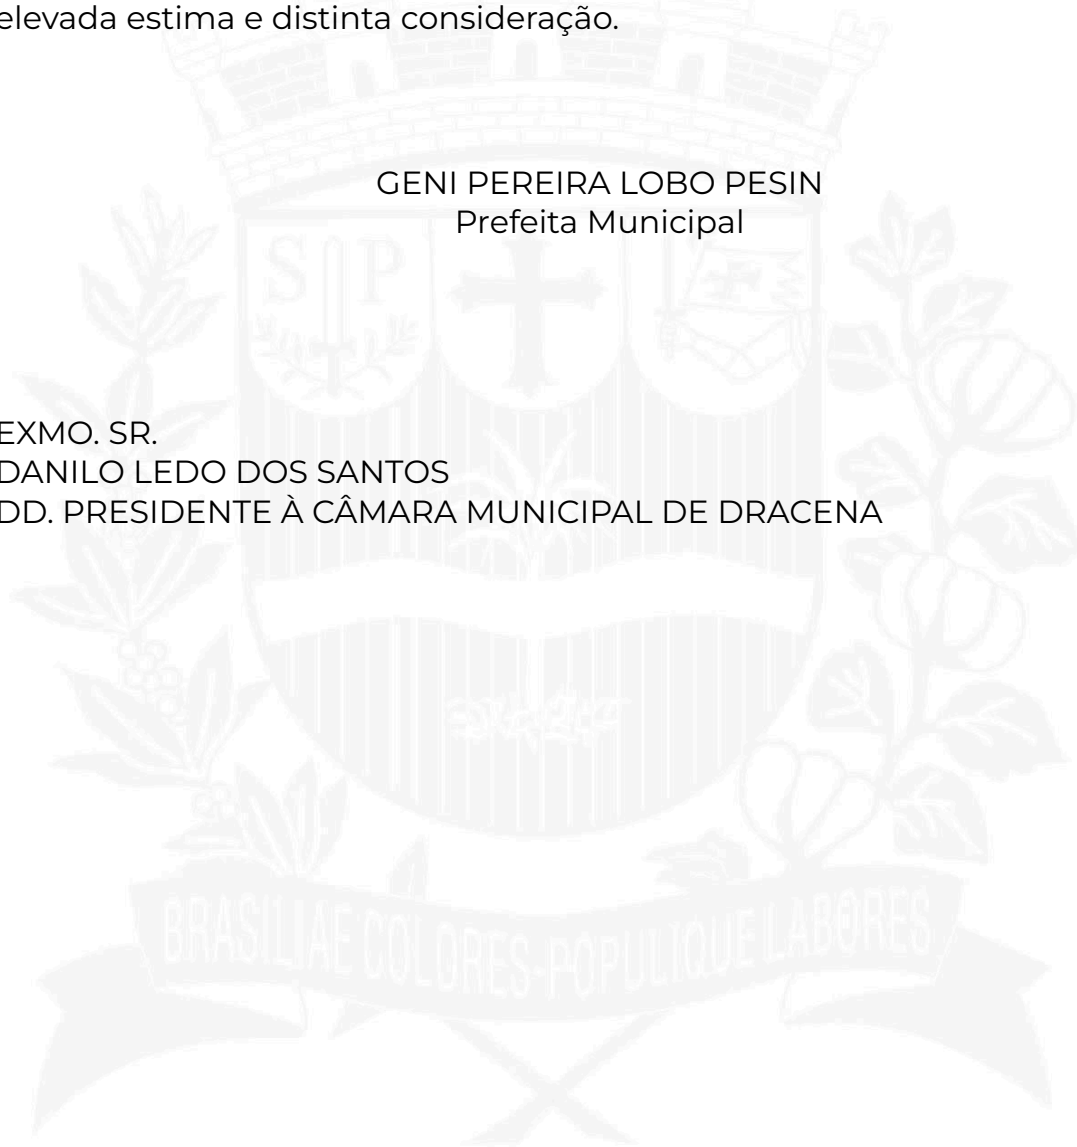 elevada estima e distinta consideração.
GENI PEREIRA LOBO PESIN
Prefeita Municipal
S P
EXMO. SR.
DANILO LEDO DOS SANTOS
DD. PRESIDENTE À CÂMARA MUNICIPAL DE DRACENA
BRASILIAE COLORES-POPULIQUE LABORES